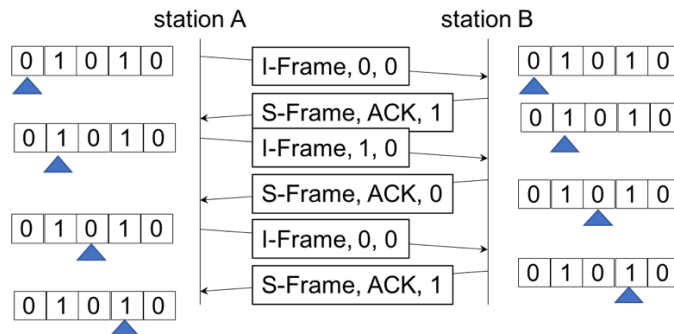 station A station B
0 1 0 1 0
I-Frame, 0, 0
0 1 0 1 0
S-Frame, ACK, 1
0 1 0 1 0
0 1 0 1 0
I-Frame, 1, 0
S-Frame, ACK, 0
0 1 0 1 0
0 1 0 1 0
I-Frame, 0, 0
S-Frame, ACK, 1
0 1 0 1 0
0 1 0 1 0